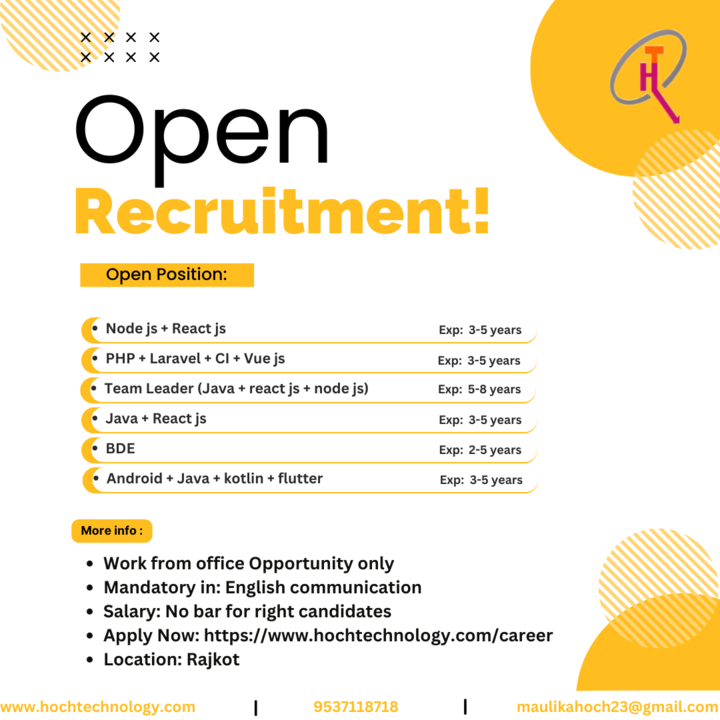 HT
Open
Recruitment!
Open Position:
• Node js + React js Exp: 3-5 years
• PHP + Laravel + CI + Vue js Exp: 3-5 years
• Team Leader (Java + react js + node js) Exp: 5-8 years
• Java + React js Exp: 3-5 years
• BDE Exp: 2-5 years
• Android + Java + kotlin + flutter Exp: 3-5 years
More info :
• Work from office Opportunity only
• Mandatory in: English communication
• Salary: No bar for right candidates
• Apply Now: https://www.hochtechnology.com/career
• Location: Rajkot
www.hochtechnology.com | 9537118718 | maulikahoch23@gmail.com